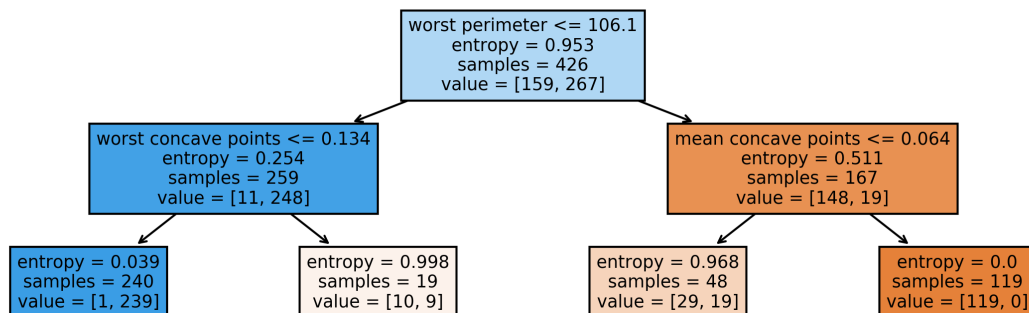 worst perimeter <= 106.1
entropy = 0.953
samples = 426
value = [159, 267]
worst concave points <= 0.134
entropy = 0.254
samples = 259
value = [11, 248]
mean concave points <= 0.064
entropy = 0.511
samples = 167
value = [148, 19]
entropy = 0.039
samples = 240
value = [1, 239]
entropy = 0.998
samples = 19
value = [10, 9]
entropy = 0.968
samples = 48
value = [29, 19]
entropy = 0.0
samples = 119
value = [119, 0]